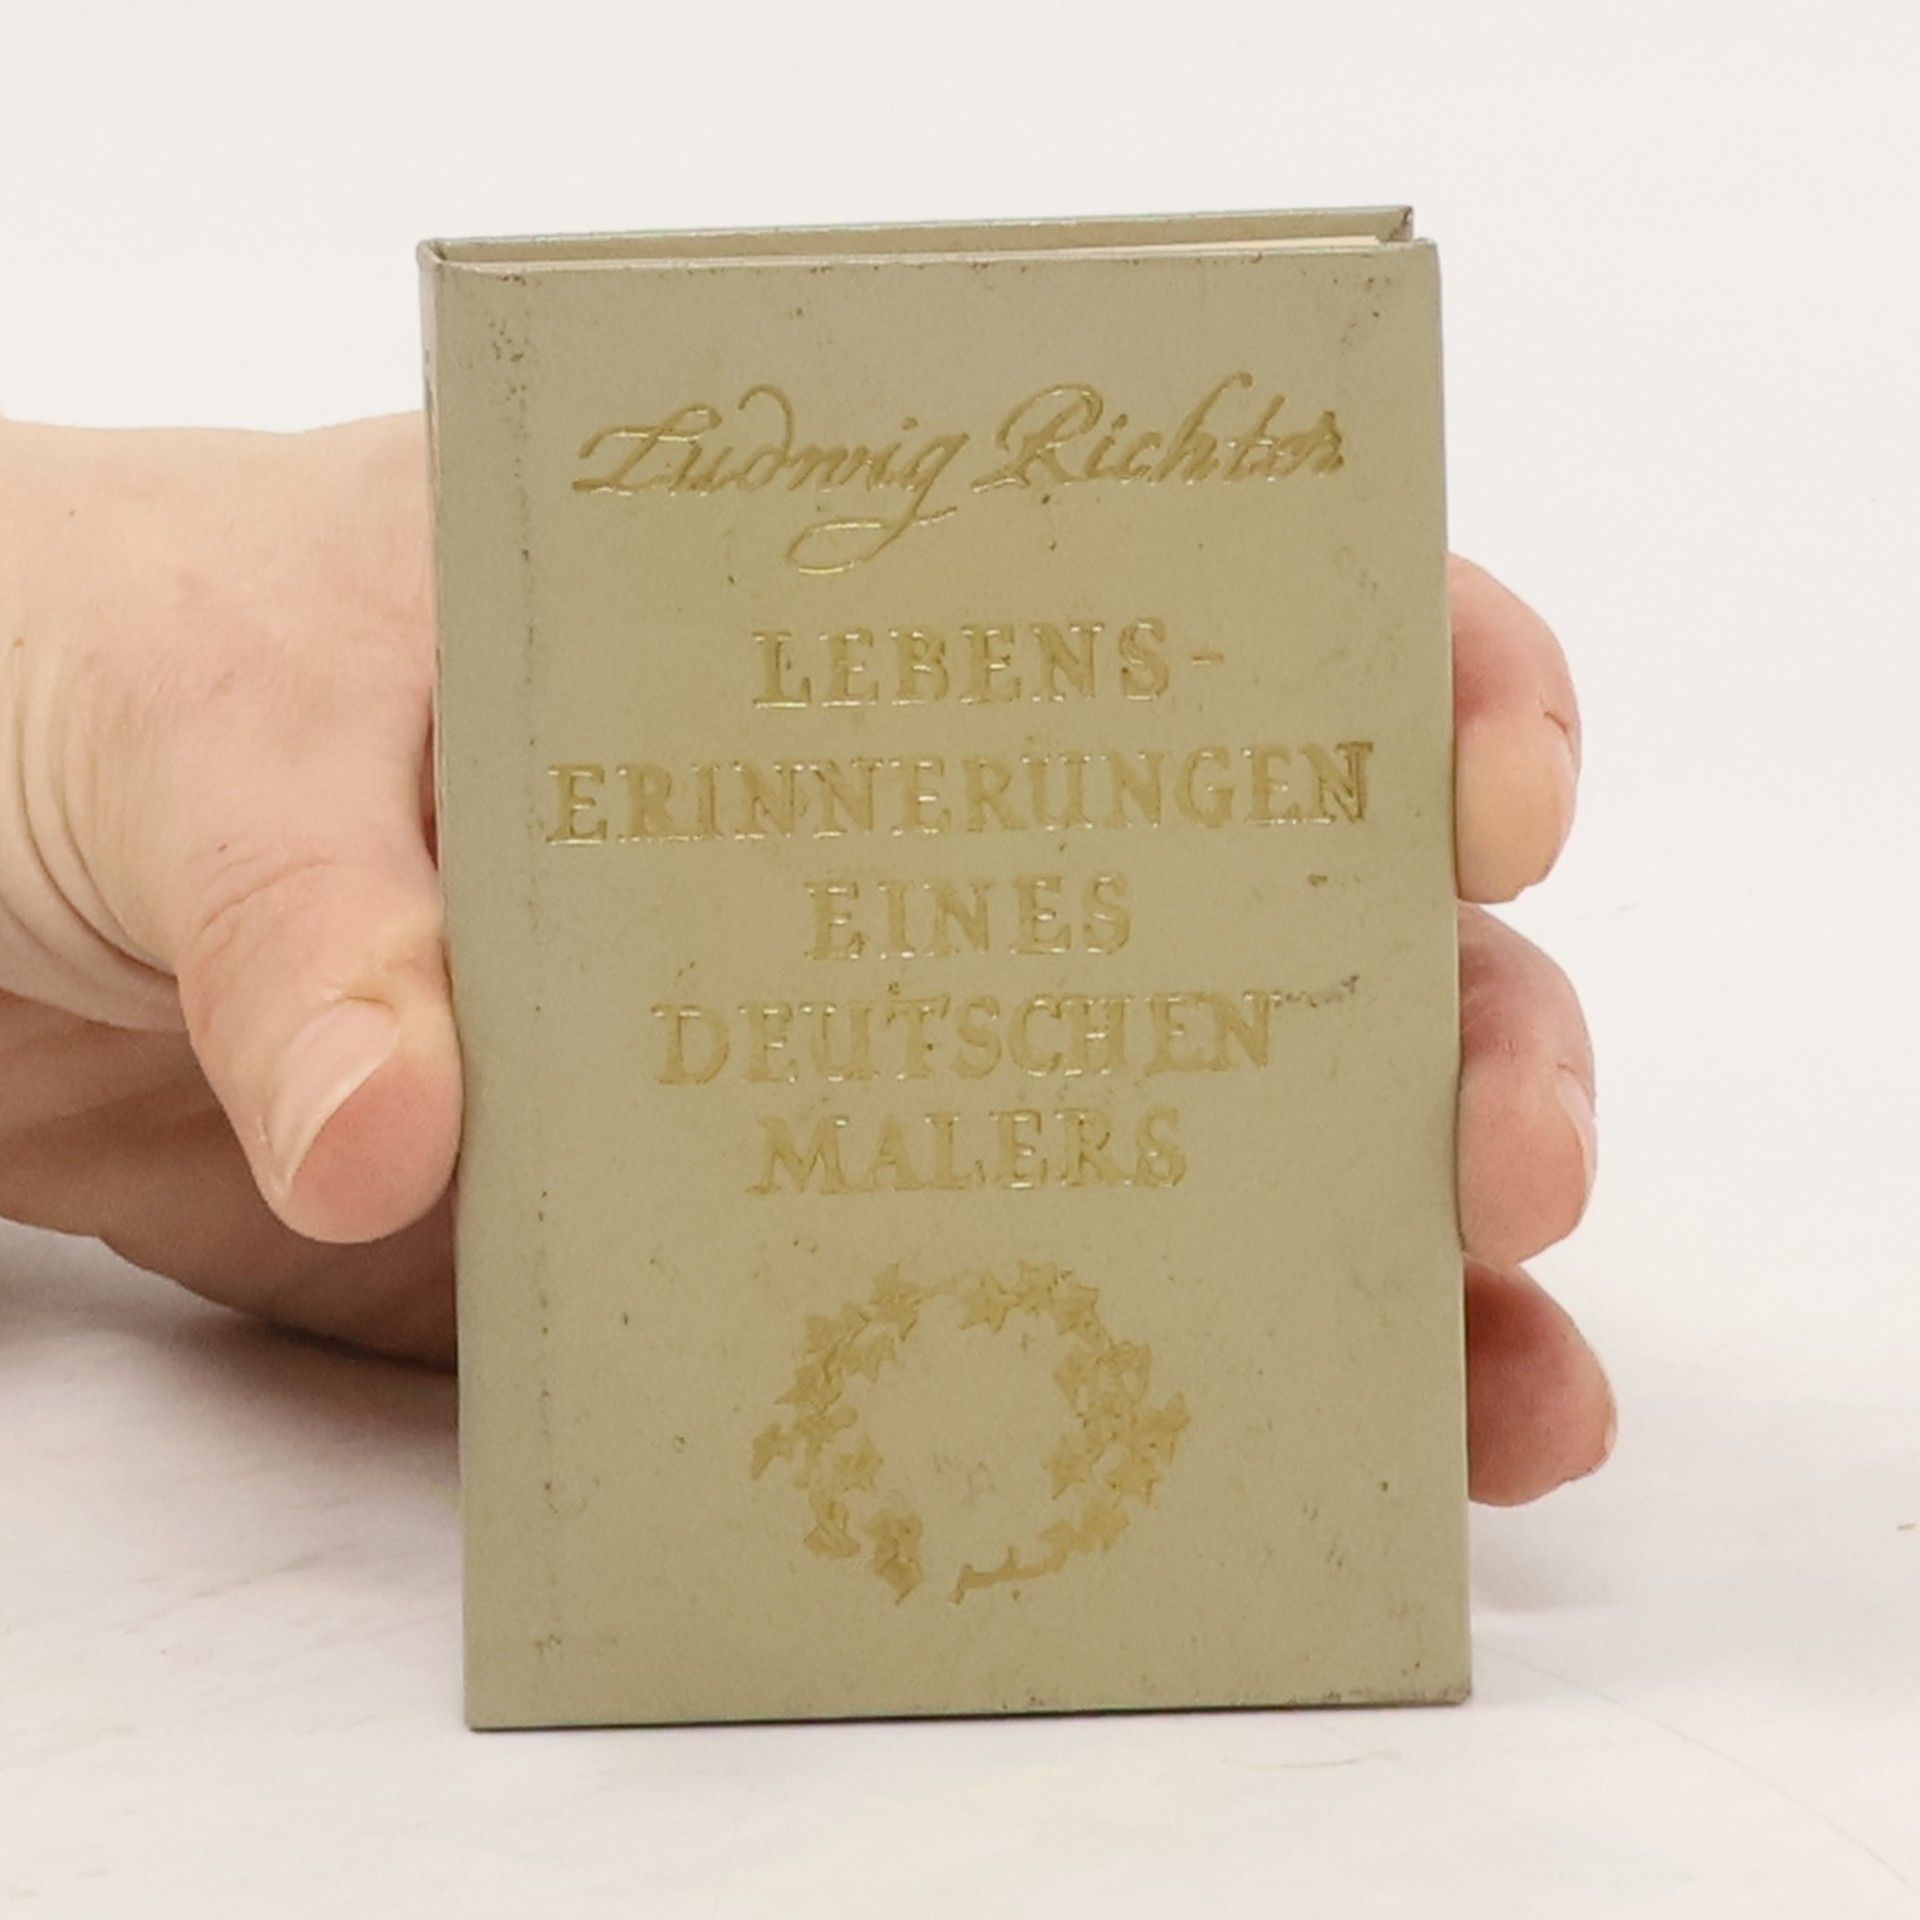 Ludwig Richter
LEBENS-
ERINNERUNGEN
EINES
DEUTSCHEN
MALERS